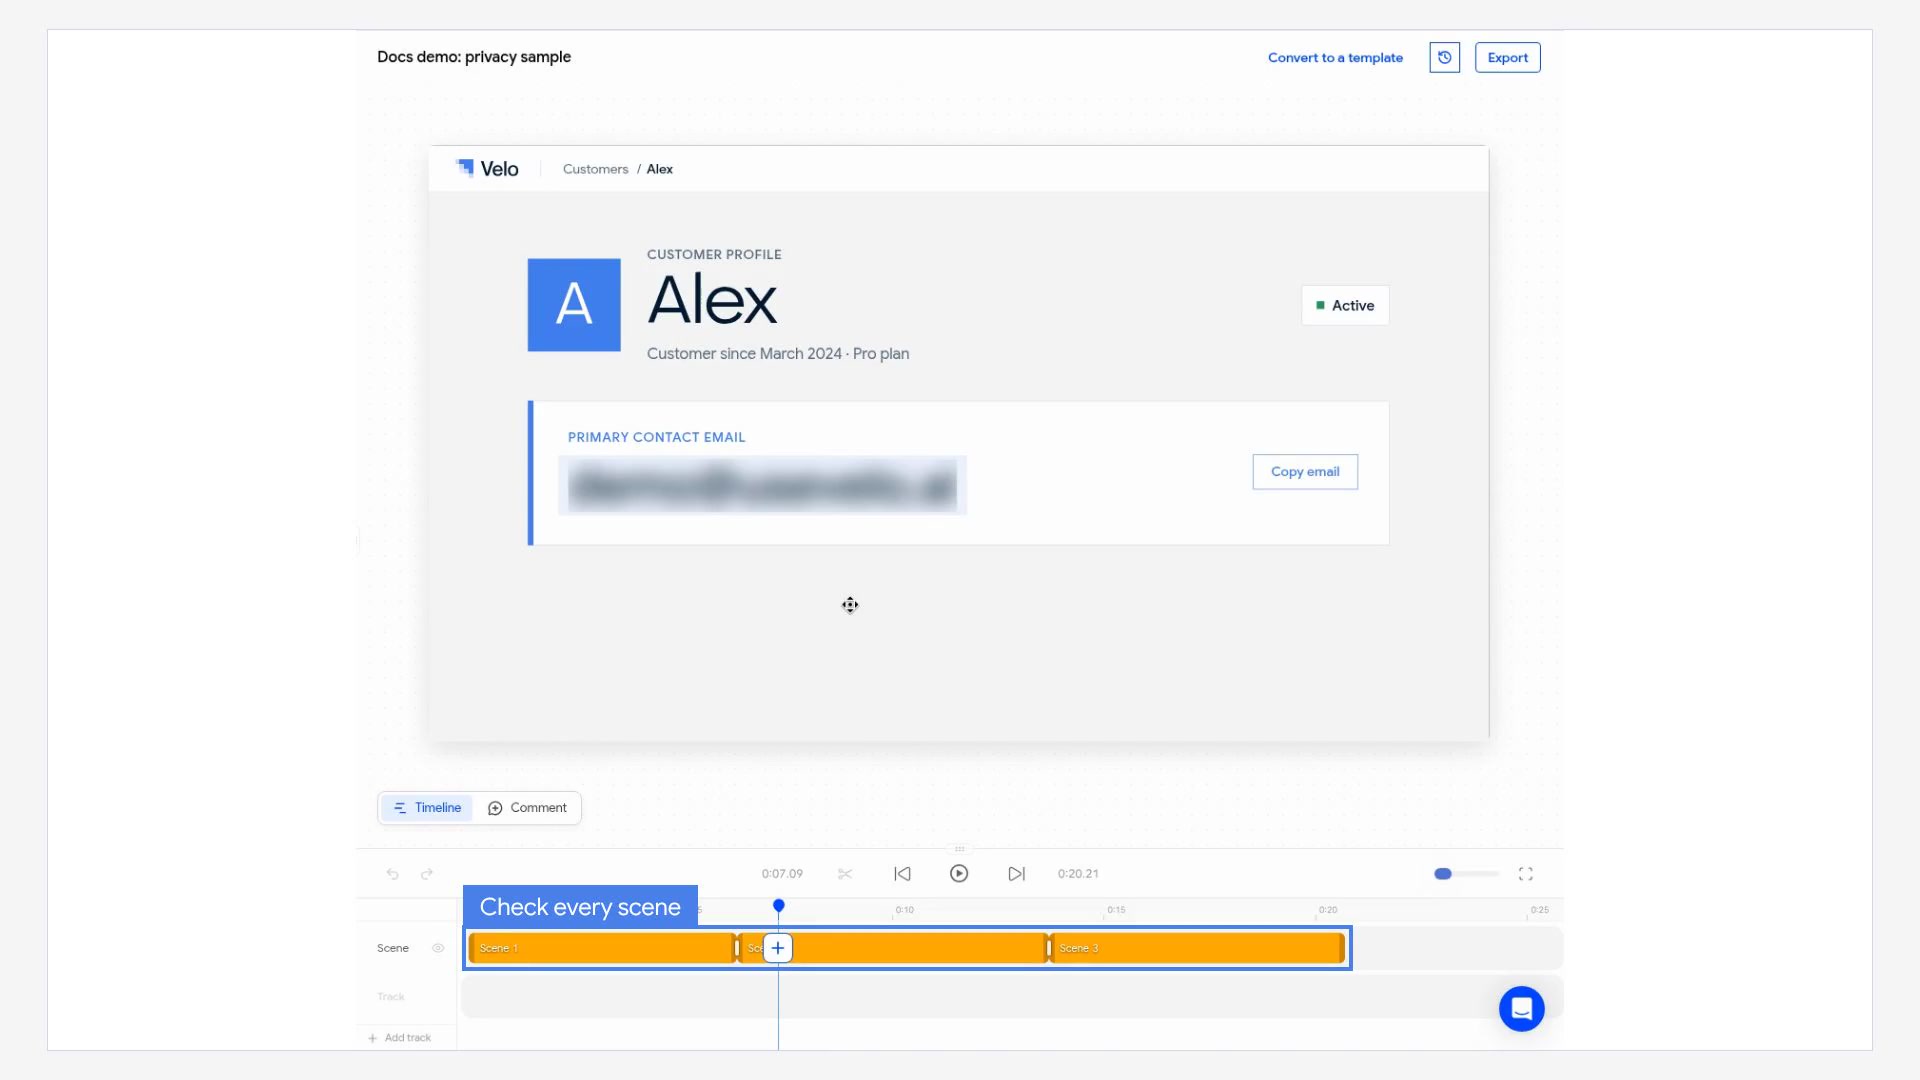 Docs demo: privacy sample
Convert to a template
Export
Velo
Customers / Alex
A
CUSTOMER PROFILE
Alex
Customer since March 2024 · Pro plan
Active
PRIMARY CONTACT EMAIL
Copy email
Timeline
Comment
0:07.09
0:20.21
Check every scene
0:10
0:15
0:20
0:25
Scene
Scene 1
Scene 3
Track
Add track